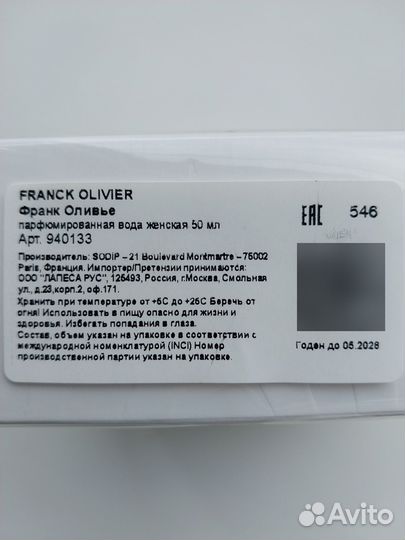 FRANCK OLIVIER
Франк Оливье
парфюмированная вода женская 50 мл
Арт. 940133
EAC 546
Производитель: SODIP – 21 Boulevard Montmartre – 75002
Paris, Франция. Импортер/Претензии принимаются:
ООО "ЛАПЕСА РУС", 125493, Россия, г.Москва, Смольная
ул., д.23,корп.2, оф.171.
Хранить при температуре от +5С до +25С Беречь от
огня! Использовать в пищу опасно для жизни и
здоровья. Избегать попадания в глаза.
Состав, объем указан на упаковке в соответствии с
международной номенклатурой (INCI) Номер
производственной партии указан на упаковке.
Годен до 05.2026
Avito